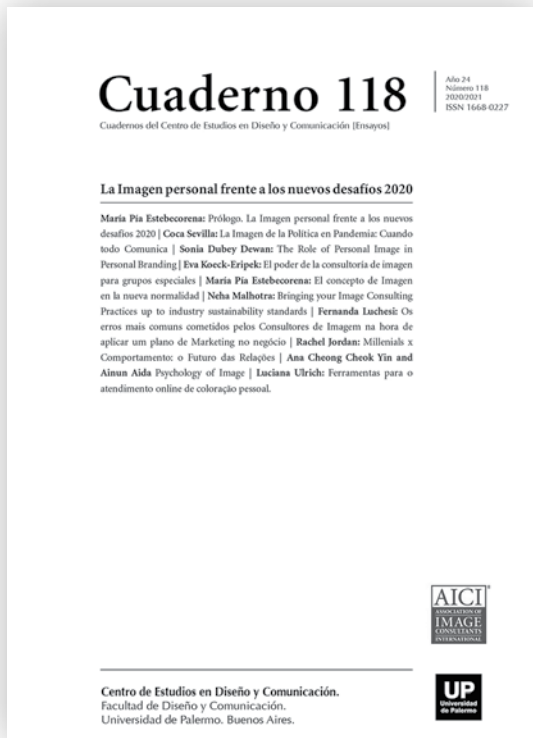 Cuaderno 118
Cuadernos del Centro de Estudios en Diseño y Comunicación [Ensayos]
Año 24
Número 118
2020/2021
ISSN 1668-0227
La Imagen personal frente a los nuevos desafíos 2020
María Pía Estebecorena: Prólogo. La Imagen personal frente a los nuevos
desafíos 2020 | Coca Sevilla: La Imagen de la Política en Pandemia: Cuando
todo Comunica | Sonia Dubey Dewan: The Role of Personal Image in
Personal Branding | Eva Koeck-Eripek: El poder de la consultoría de imagen
para grupos especiales | María Pía Estebecorena: El concepto de Imagen
en la nueva normalidad | Neha Malhotra: Bringing your Image Consulting
Practices up to industry sustainability standards | Fernanda Luchesi: Os
erros mais comuns cometidos pelos Consultores de Imagem na hora de
aplicar um plano de Marketing no negócio | Rachel Jordan: Millenials x
Comportamento: o Futuro das Relações | Ana Cheong Cheok Yin and
Ainun Aida Psychology of Image | Luciana Ulrich: Ferramentas para o
atendimento online de coloração pessoal.
AICI
ASSOCIATION OF
IMAGE
CONSULTANTS
INTERNATIONAL
Centro de Estudios en Diseño y Comunicación.
Facultad de Diseño y Comunicación.
Universidad de Palermo. Buenos Aires.
UP
Universidad
de Palermo